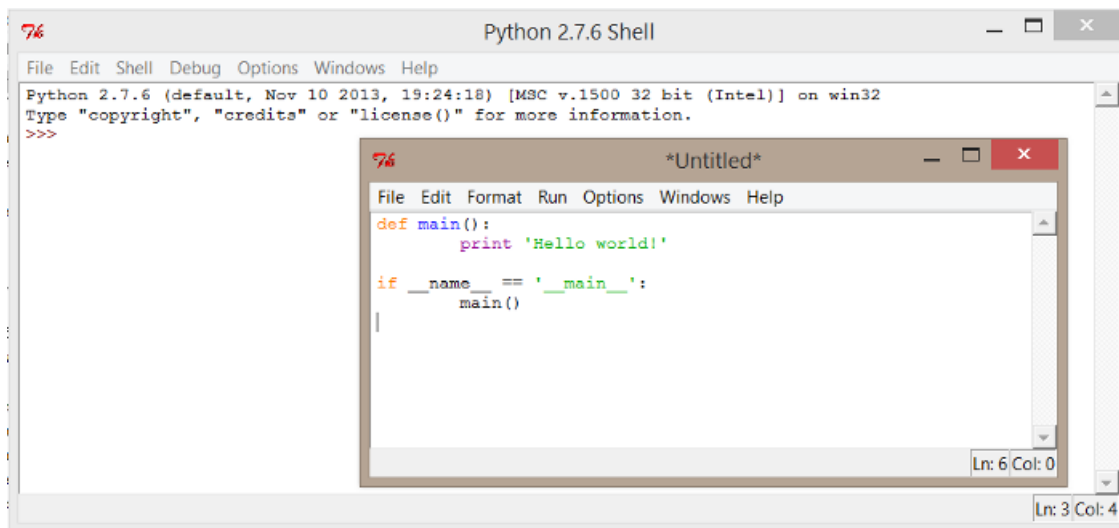 Python 2.7.6 Shell
File Edit Shell Debug Options Windows Help
Python 2.7.6 (default, Nov 10 2013, 19:24:18) [MSC v.1500 32 bit (Intel)] on win32
Type "copyright", "credits" or "license()" for more information.
>>>
*Untitled*
File Edit Format Run Options Windows Help
def main():
        print 'Hello world!'

if __name__ == '__main__':
        main()
Ln: 6 Col: 0
Ln: 3 Col: 4